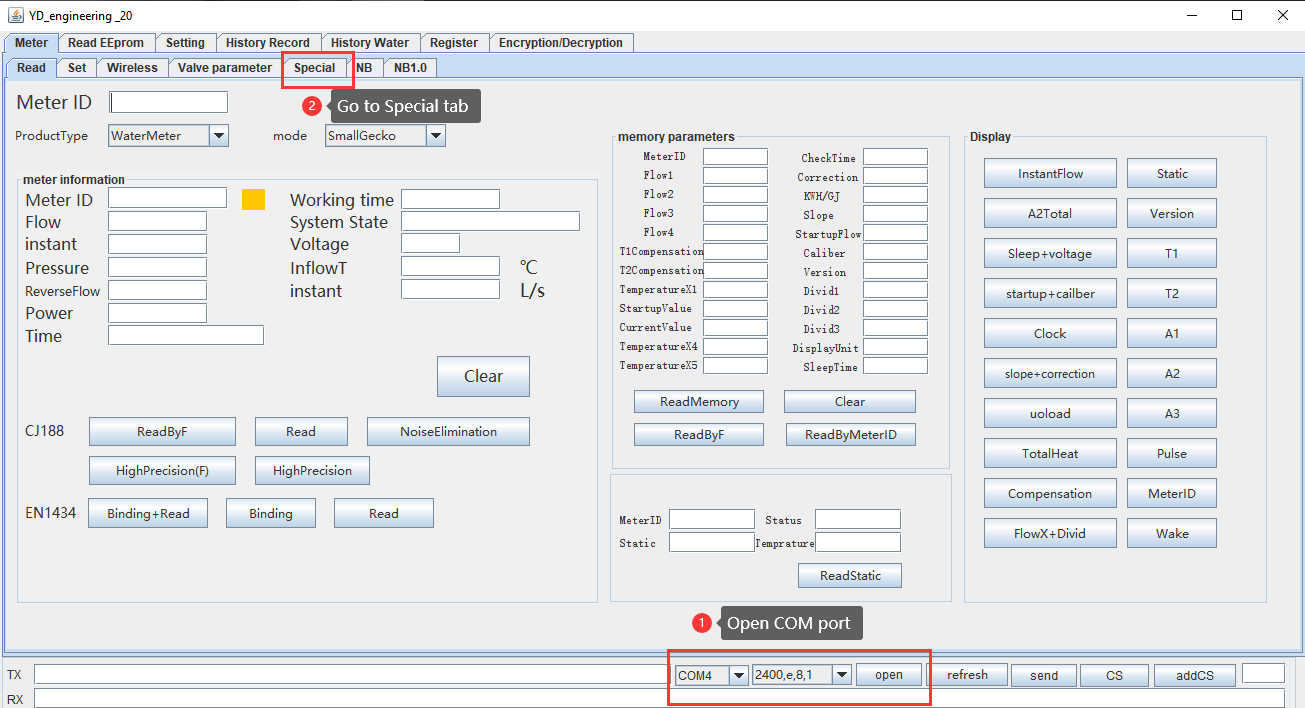 YD_engineering _20
Meter Read EEprom Setting History Record History Water Register Encryption/Decryption
Read Set Wireless Valve parameter Special NB NB1.0
Meter ID
2 Go to Special tab
ProductType WaterMeter mode SmallGecko
meter information
Meter ID Working time
Flow System State
instant Voltage
Pressure InflowT ℃
ReverseFlow instant L/s
Power
Time
Clear
CJ188 ReadByF Read NoiseElimination
HighPrecision(F) HighPrecision
EN1434 Binding+Read Binding Read
memory parameters
MeterID CheckTime
Flow1 Correction
Flow2 KWH/GJ
Flow3 Slope
Flow4 StartupFlow
T1Compensation Caliber
T2Compensation Version
TemperatureX1 Divid1
StartupValue Divid2
CurrentValue Divid3
TemperatureX4 DisplayUnit
TemperatureX5 SleepTime
ReadMemory Clear
ReadByF ReadByMeterID
MeterID Status
Static Temprature
ReadStatic
Display
InstantFlow Static
A2Total Version
Sleep+voltage T1
startup+cailber T2
Clock A1
slope+correction A2
uoload A3
TotalHeat Pulse
Compensation MeterID
FlowX+Divid Wake
1 Open COM port
TX COM4 2400,e,8,1 open refresh send CS addCS
RX